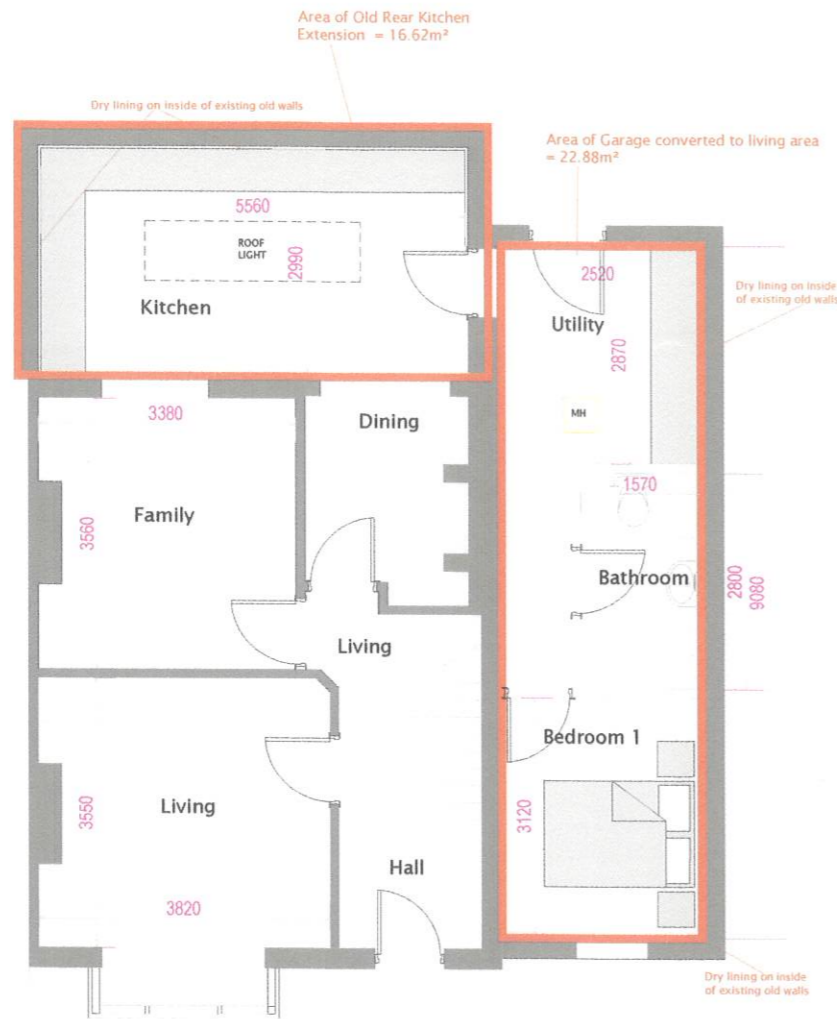 Area of Old Rear Kitchen
Extension = 16.62m²
Dry lining on inside of existing old walls
Area of Garage converted to living area
= 22.88m²
5560
ROOF
LIGHT
2990
Kitchen
2520
Utility
2870
Dry lining on inside
of existing old walls
MH
3380
Dining
Family
3560
1570
Bathroom
2800
9080
Living
Bedroom 1
3550
Living
3120
Hall
3820
Dry lining on inside
of existing old walls